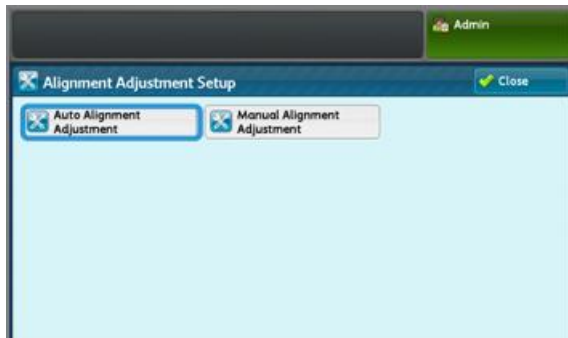 Admin
Alignment Adjustment Setup
Close
Auto Alignment
Adjustment
Manual Alignment
Adjustment